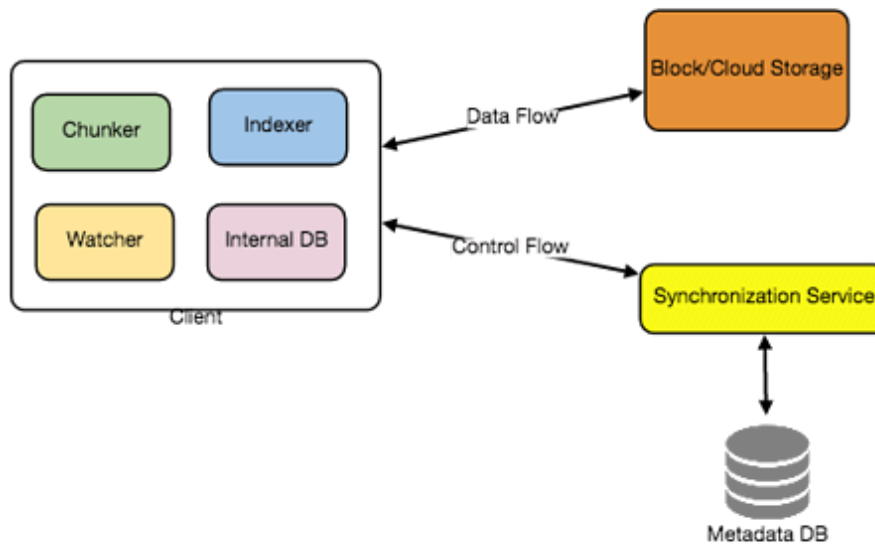 Block/Cloud Storage
Chunker
Indexer
Data Flow
Watcher
Internal DB
Control Flow
Synchronization Service
Client
Metadata DB